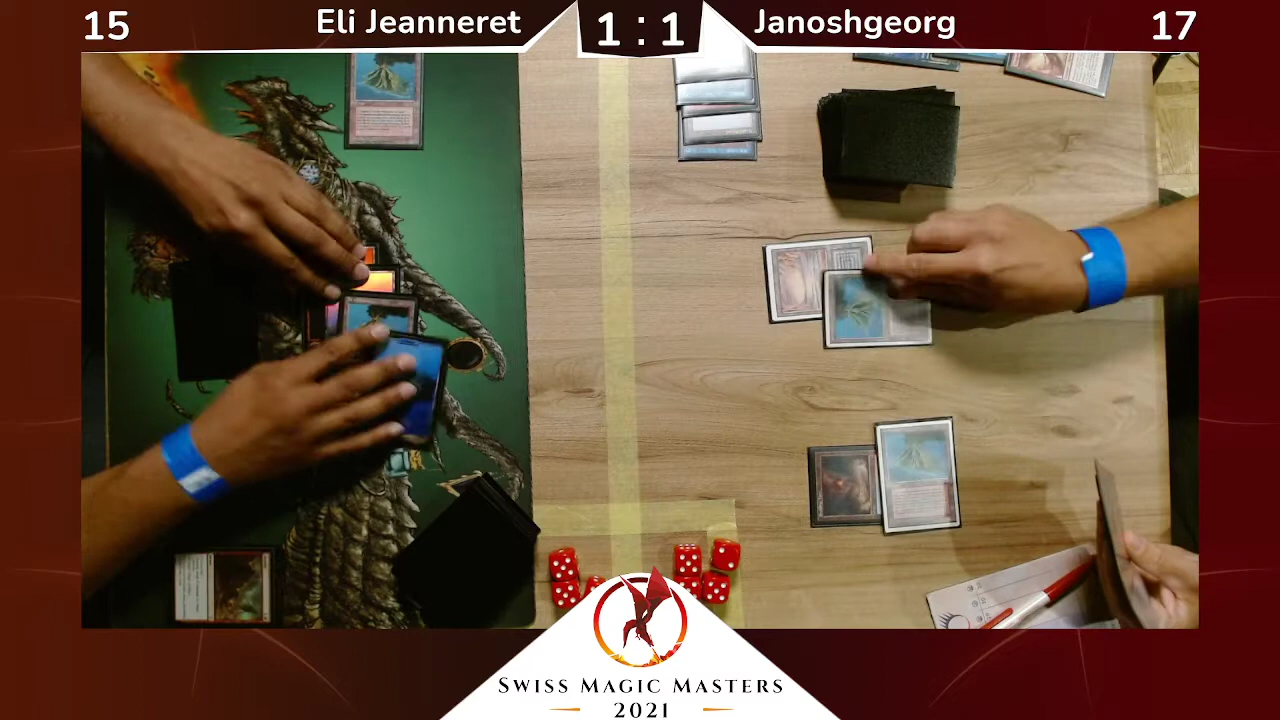 15
Eli Jeanneret
1 : 1
Janoshgeorg
17
SWISS MAGIC MASTERS
2021